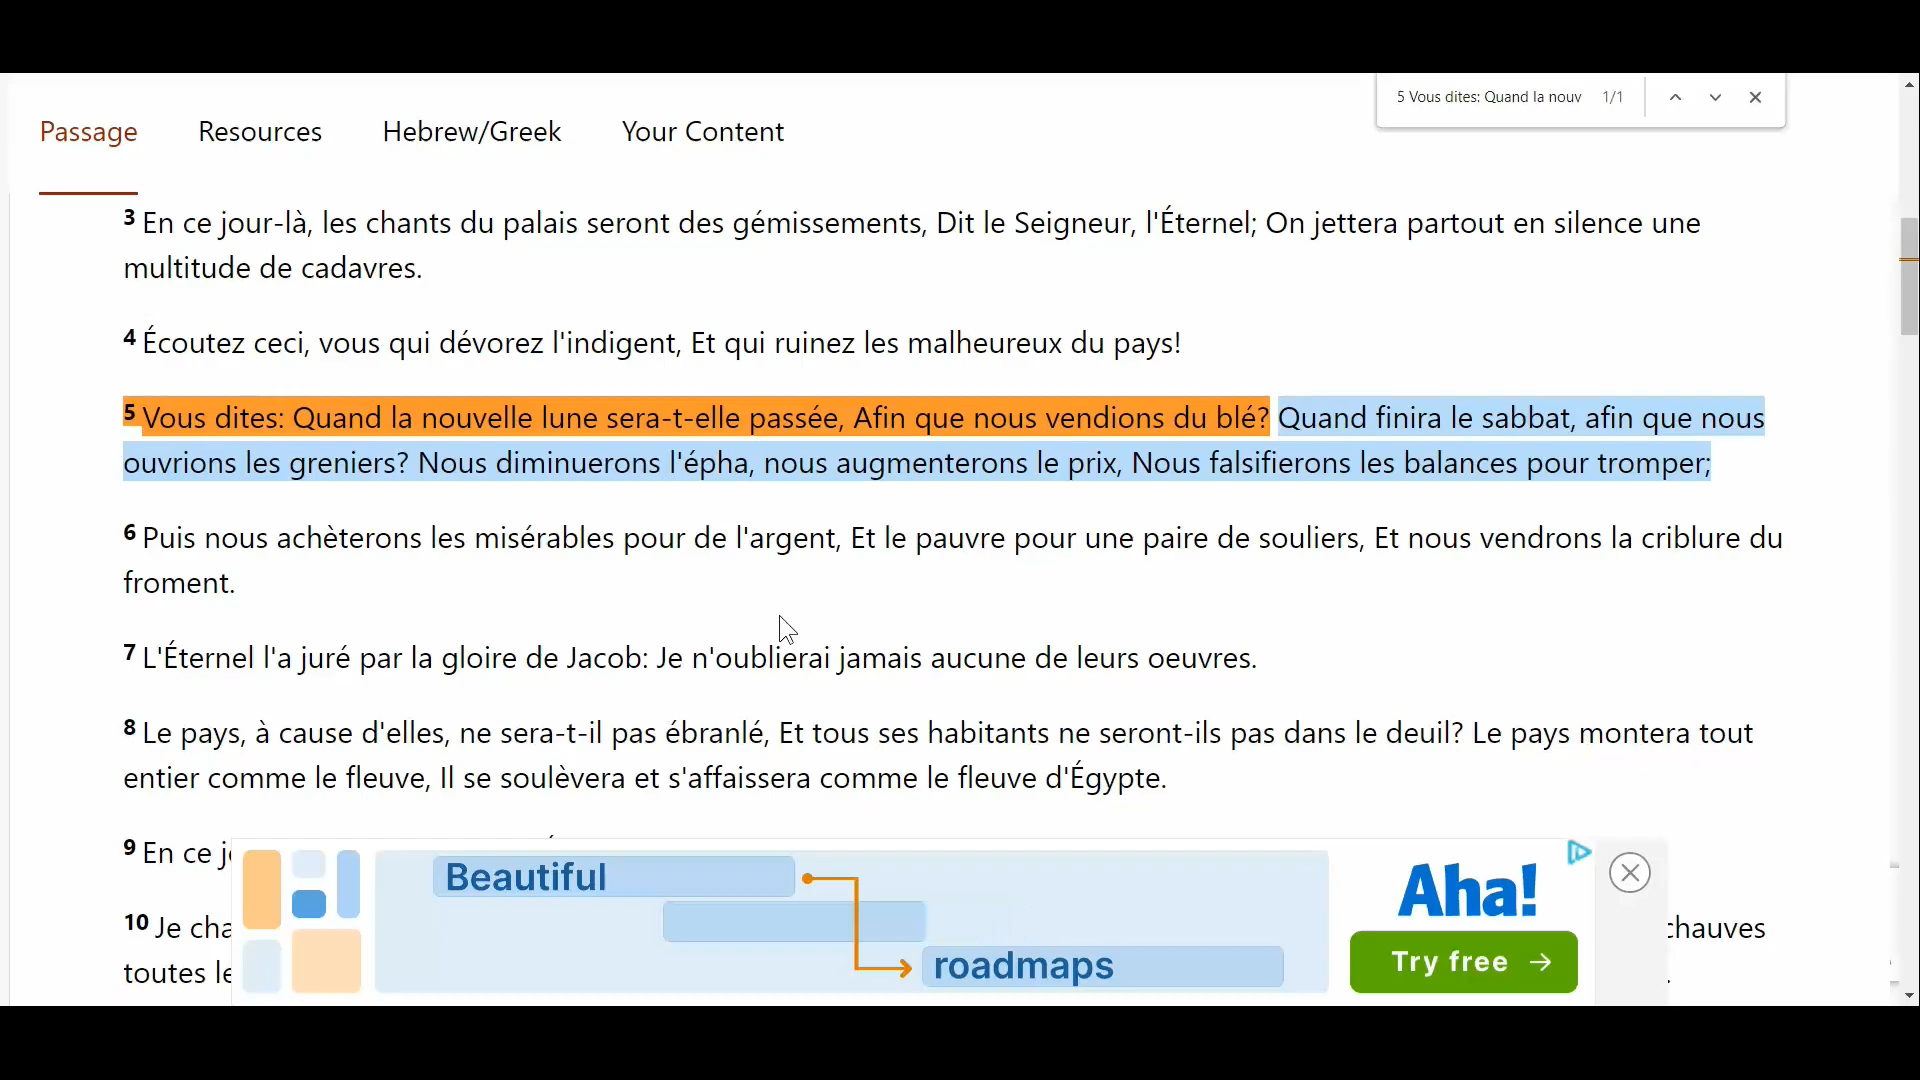 5 Vous dites: Quand la nouv 1/1
Passage Resources Hebrew/Greek Your Content
3 En ce jour-là, les chants du palais seront des gémissements, Dit le Seigneur, l'Éternel; On jettera partout en silence une
multitude de cadavres.
4 Écoutez ceci, vous qui dévorez l'indigent, Et qui ruinez les malheureux du pays!
5 Vous dites: Quand la nouvelle lune sera-t-elle passée, Afin que nous vendions du blé? Quand finira le sabbat, afin que nous
ouvrions les greniers? Nous diminuerons l'épha, nous augmenterons le prix, Nous falsifierons les balances pour tromper;
6 Puis nous achèterons les misérables pour de l'argent, Et le pauvre pour une paire de souliers, Et nous vendrons la criblure du
froment.
7 L'Éternel l'a juré par la gloire de Jacob: Je n'oublierai jamais aucune de leurs oeuvres.
8 Le pays, à cause d'elles, ne sera-t-il pas ébranlé, Et tous ses habitants ne seront-ils pas dans le deuil? Le pays montera tout
entier comme le fleuve, Il se soulèvera et s'affaissera comme le fleuve d'Égypte.
9 En ce
10 Je chauves
toutes
Beautiful
roadmaps
Aha!
Try free →